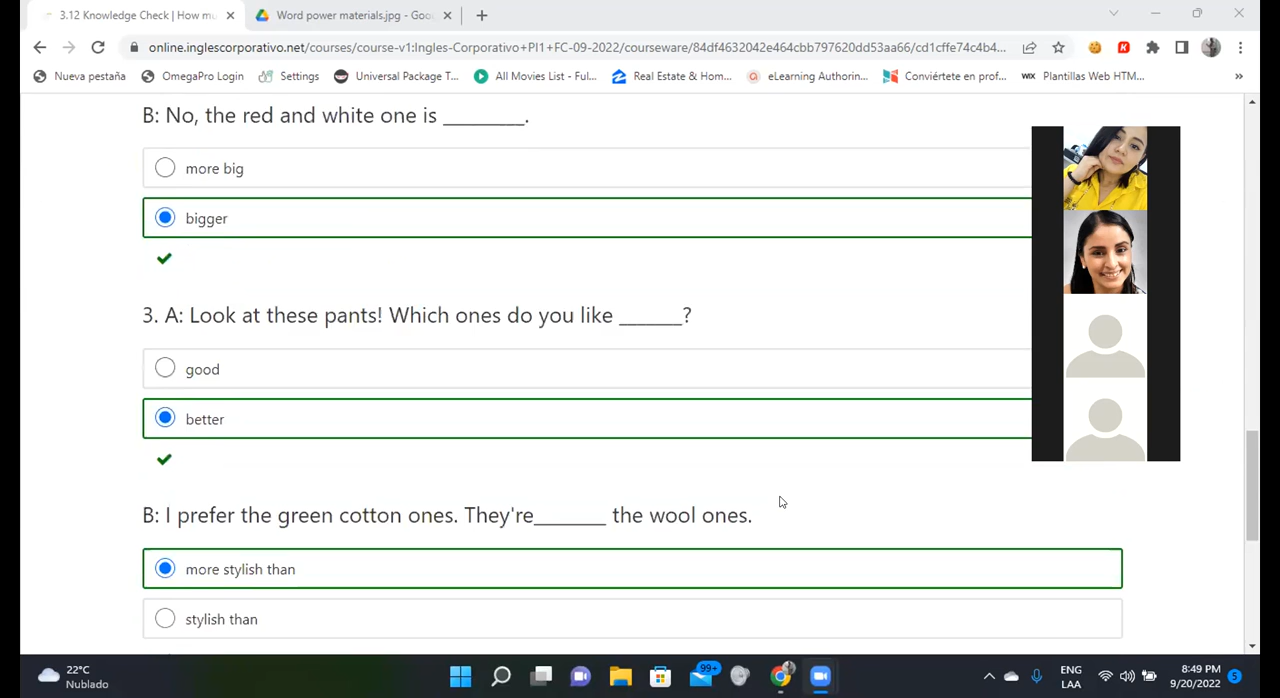 3.12 Knowledge Check | How mu
Word power materials.jpg - Goo
online.inglescorporativo.net/courses/course-v1:Ingles-Corporativo+PI1+FC-09-2022/courseware/84df4632042e464cbb797620dd53aa66/cd1cffe74c4b4...
Nueva pestaña
OmegaPro Login
Settings
Universal Package T...
All Movies List - Ful...
Real Estate & Hom...
eLearning Authorin...
Conviértete en prof...
WIX Plantillas Web HTM...
»
B: No, the red and white one is ________.
more big
bigger
3. A: Look at these pants! Which ones do you like ______?
good
better
B: I prefer the green cotton ones. They're_______ the wool ones.
more stylish than
stylish than
22°C
Nublado
99+
ENG
LAA
8:49 PM
9/20/2022
5